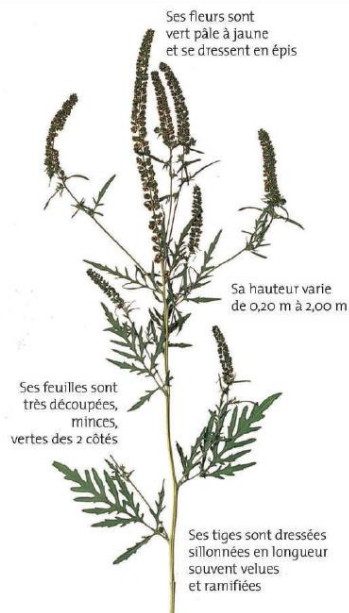 Ses fleurs sont
vert pâle à jaune
et se dressent en épis
Sa hauteur varie
de 0,20 m à 2,00 m
Ses feuilles sont
très découpées,
minces,
vertes des 2 côtés
Ses tiges sont dressées
sillonnées en longueur
souvent velues
et ramifiées